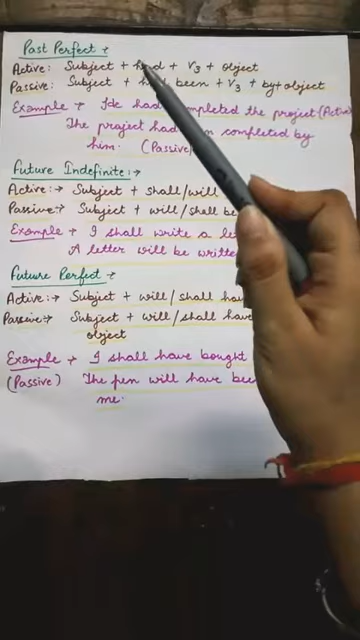 Past Perfect :-
Active: Subject + had + V3 + object
Passive: Subject + had been + V3 + by + object
Example :- He had completed the project (Active)
The project had completed by
him. (Passive)
Future Indefinite :→
Active :→ Subject + shall/will
Passive :→ Subject + will/shall be
Example :→ I shall write a
A letter will be written
Future Perfect :-
Active :→ Subject + will/shall
Passive :→ Subject + will/shall have
object
Example → I shall have bought
(Passive) The pen will have
me.